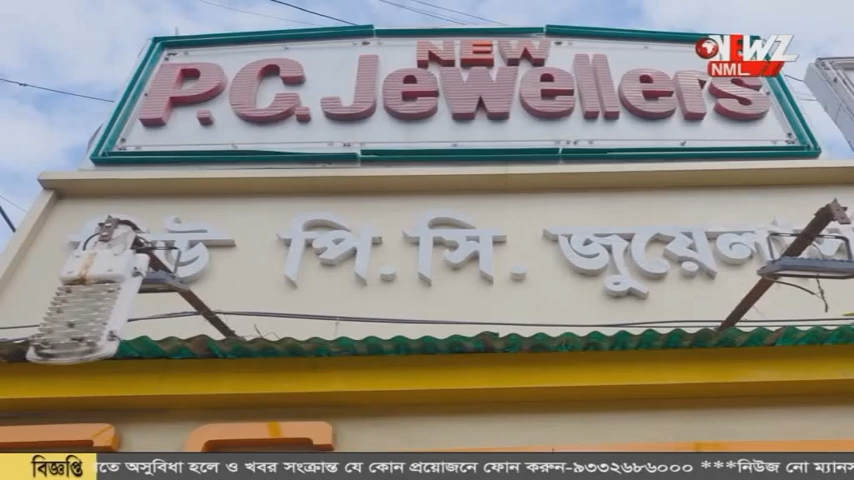 NEW
P.C. Jewellers
NEWZ
NML
নিউ পি. সি. জুয়েলার্স
বিজ্ঞপ্তি
তে অসুবিধা হলে ও খবর সংক্রান্ত যে কোন প্রয়োজনে ফোন করুন-৯৩৩২৬৮৬০০০ ***নিউজ নো ম্যানস